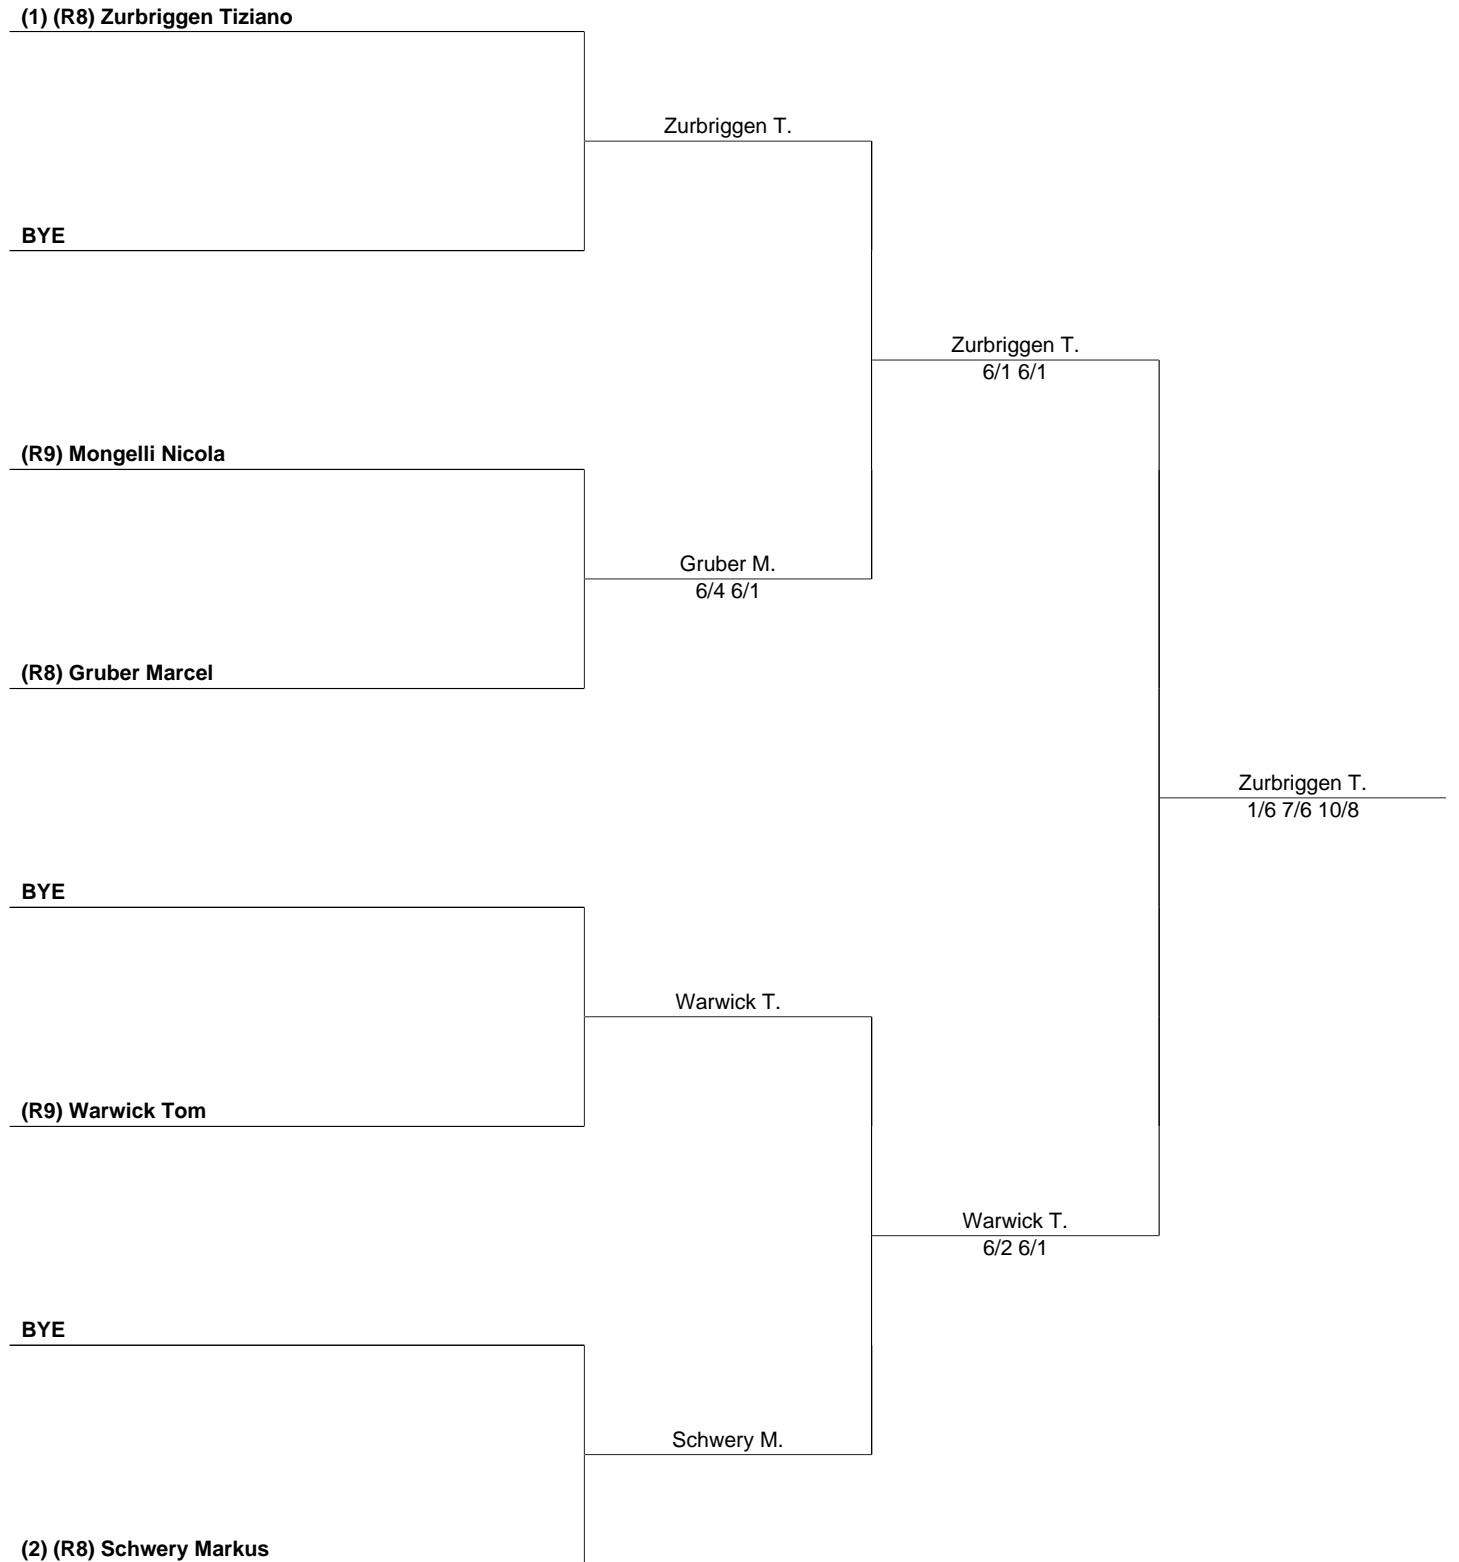 (1) (R8) Zurbriggen Tiziano
Zurbriggen T.
BYE
Zurbriggen T.
6/1 6/1
(R9) Mongelli Nicola
Gruber M.
6/4 6/1
(R8) Gruber Marcel
Zurbriggen T.
1/6 7/6 10/8
BYE
Warwick T.
(R9) Warwick Tom
Warwick T.
6/2 6/1
BYE
Schwery M.
(2) (R8) Schwery Markus